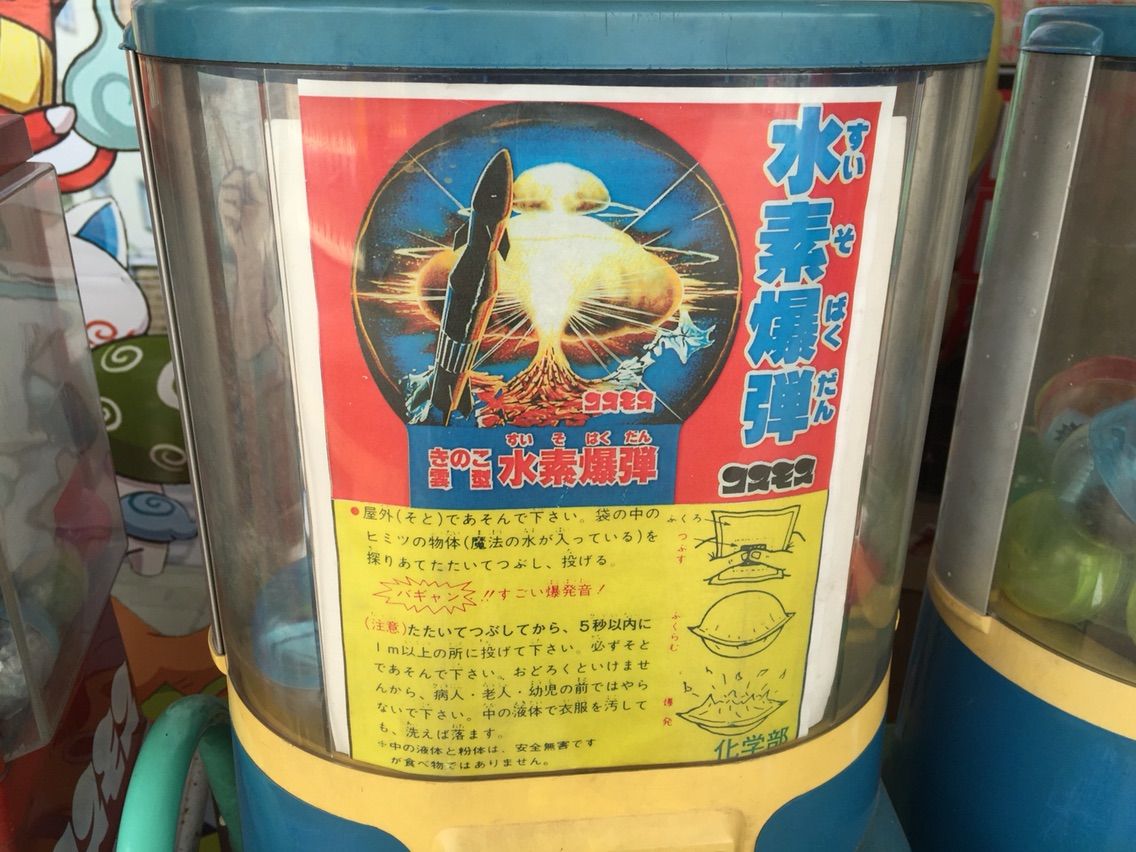 水素爆弾
すいそばくだん
コスモス
コスモス
すいそばくだん
きのこ雲型 水素爆弾
●屋外(そと)であそんで下さい。袋の中の
ヒミツの物体(魔法の水が入っている)を
探りあてたたいてつぶし、投げる。
バギャン!!すごい爆発音!
(注意)たたいてつぶしてから、5秒以内に
1m以上の所に投げて下さい。必ずそと
であそんで下さい。おどろくといけませ
んから、病人・老人・幼児の前ではやら
ないで下さい。中の液体で衣服を汚して
も、洗えば落ます。
*中の液体と粉体は、安全無害です
が食べ物ではありません。
ふくろ
つぶす
ふくらむ
爆発
化学部